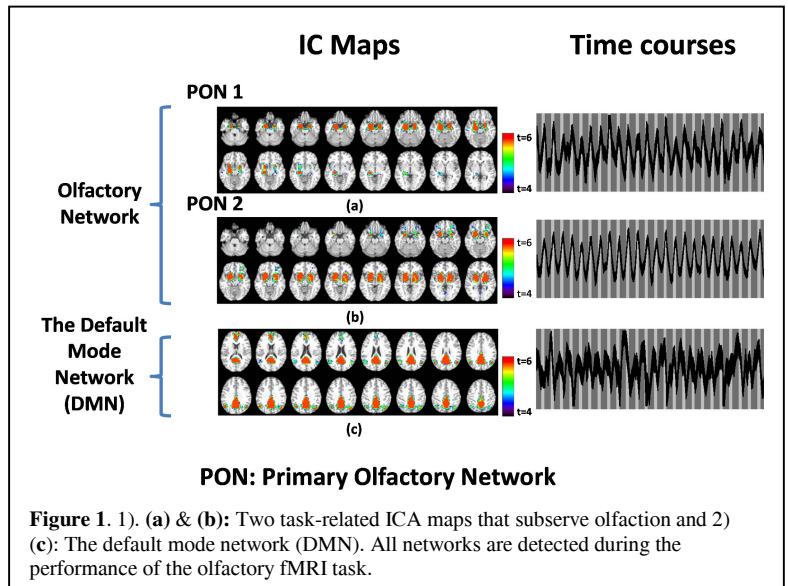 IC Maps
Time courses
PON 1
t=6
t=4
(a)
Olfactory
Network
PON 2
t=6
t=4
(b)
The Default
Mode
Network
(DMN)
t=6
t=4
(c)
PON: Primary Olfactory Network
Figure 1. 1). (a) & (b): Two task-related ICA maps that subserve olfaction and 2)
(c): The default mode network (DMN). All networks are detected during the
performance of the olfactory fMRI task.